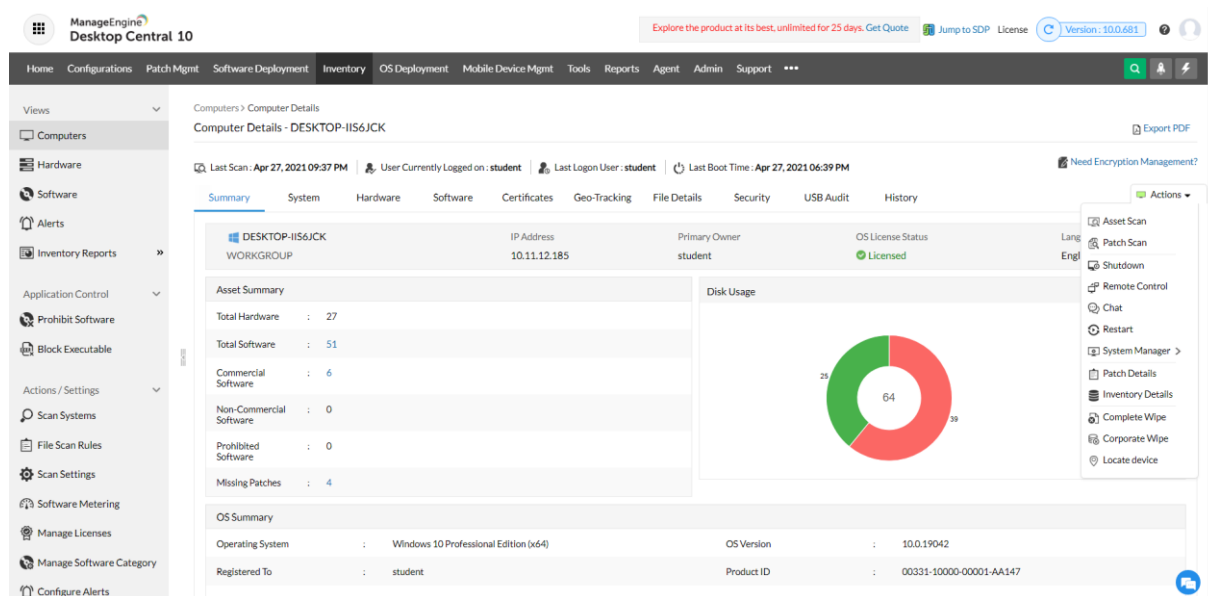 ManageEngine
Desktop Central 10
Explore the product at its best, unlimited for 25 days. Get Quote
Jump to SDP
License
Version : 10.0.681
Home Configurations Patch Mgmt Software Deployment Inventory OS Deployment Mobile Device Mgmt Tools Reports Agent Admin Support •••
Views
Computers
Hardware
Software
Alerts
Inventory Reports »
Application Control
Prohibit Software
Block Executable
Actions / Settings
Scan Systems
File Scan Rules
Scan Settings
Software Metering
Manage Licenses
Manage Software Category
Configure Alerts
Computers > Computer Details
Computer Details - DESKTOP-IIS6JCK
Export PDF
Last Scan : Apr 27, 2021 09:37 PM User Currently Logged on : student Last Logon User : student Last Boot Time : Apr 27, 2021 06:39 PM
Need Encryption Management?
Summary System Hardware Software Certificates Geo-Tracking File Details Security USB Audit History
Actions
Asset Scan
Patch Scan
Shutdown
Remote Control
Chat
Restart
System Manager >
Patch Details
Inventory Details
Complete Wipe
Corporate Wipe
Locate device
DESKTOP-IIS6JCK IP Address Primary Owner OS License Status Lang
WORKGROUP 10.11.12.185 student Licensed Engl
Asset Summary
Total Hardware : 27
Total Software : 51
Commercial
Software : 6
Non-Commercial
Software : 0
Prohibited
Software : 0
Missing Patches : 4
Disk Usage
25
64
39
OS Summary
Operating System : Windows 10 Professional Edition (x64) OS Version : 10.0.19042
Registered To : student Product ID : 00331-10000-00001-AA147